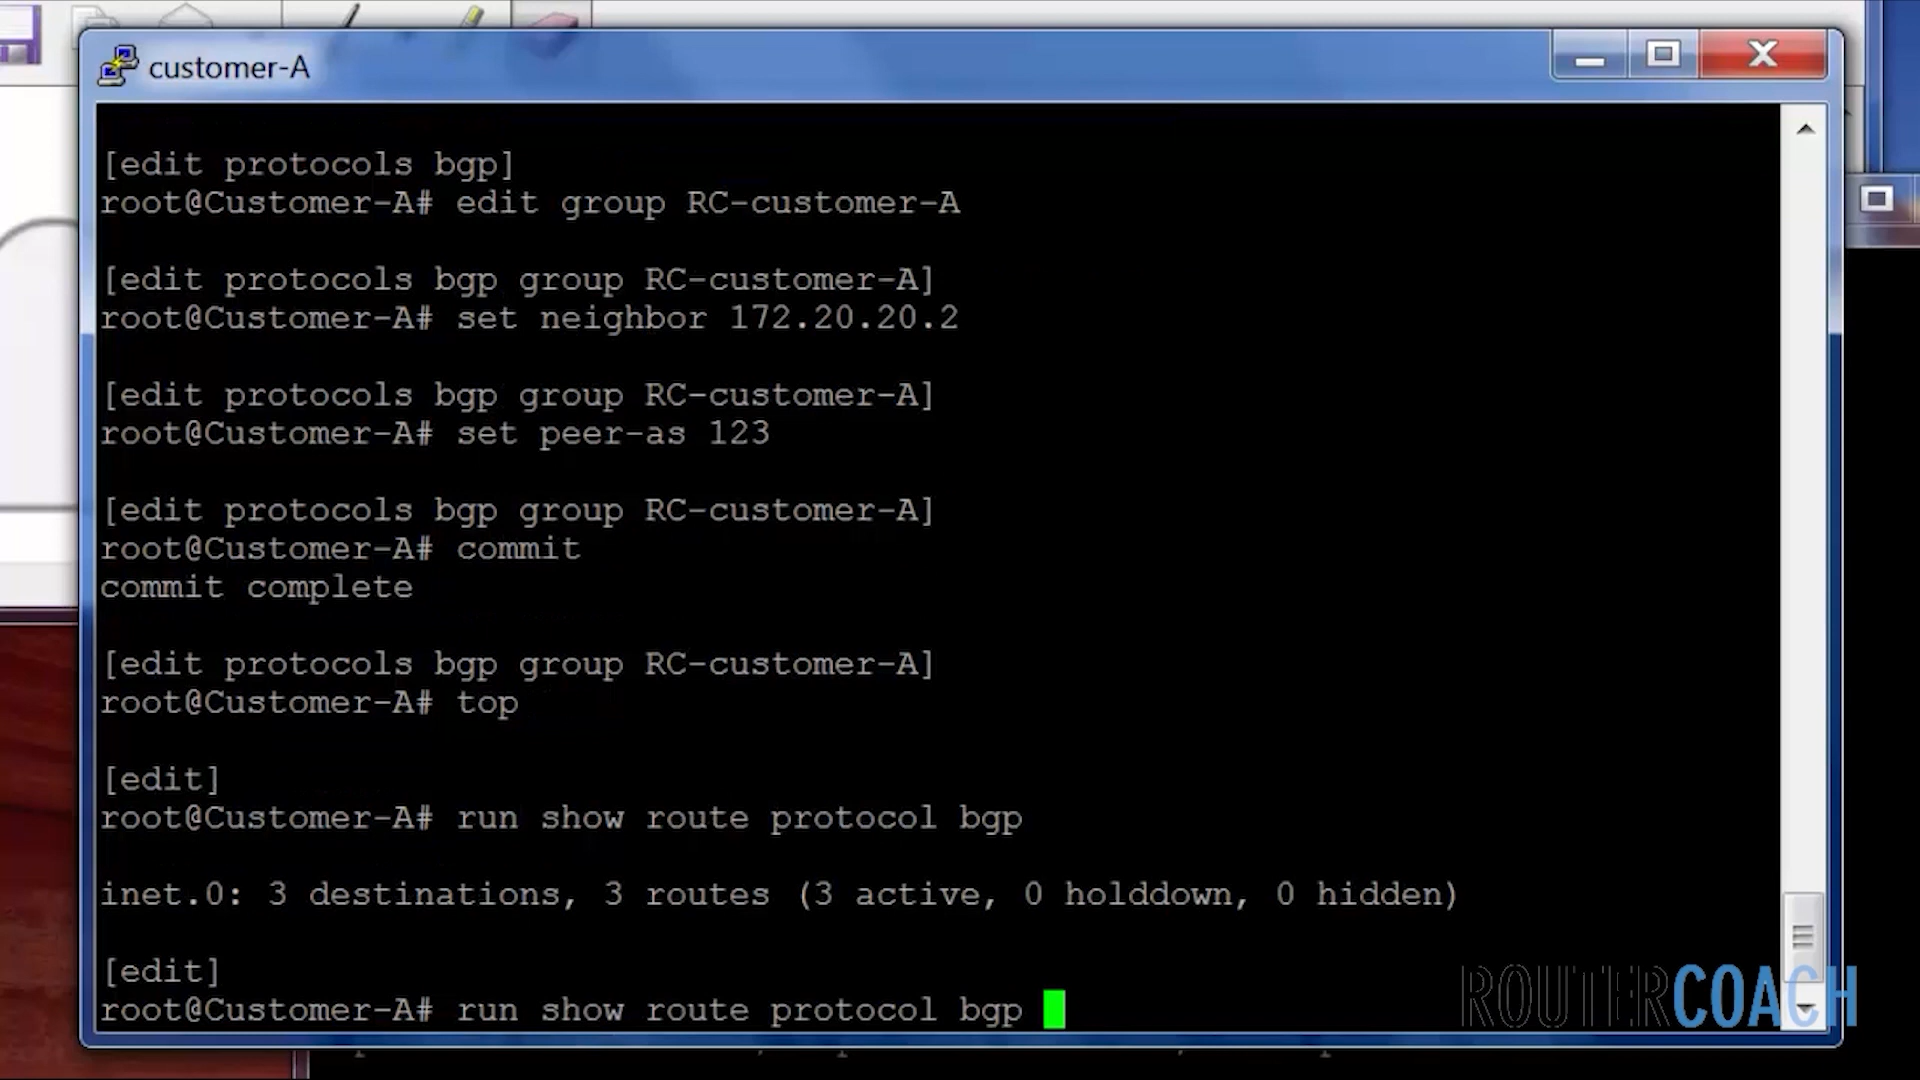 customer-A
[edit protocols bgp]
root@Customer-A# edit group RC-customer-A
[edit protocols bgp group RC-customer-A]
root@Customer-A# set neighbor 172.20.20.2
[edit protocols bgp group RC-customer-A]
root@Customer-A# set peer-as 123
[edit protocols bgp group RC-customer-A]
root@Customer-A# commit
commit complete
[edit protocols bgp group RC-customer-A]
root@Customer-A# top
[edit]
root@Customer-A# run show route protocol bgp
inet.0: 3 destinations, 3 routes (3 active, 0 holddown, 0 hidden)
[edit]
root@Customer-A# run show route protocol bgp
ROUTERCOACH